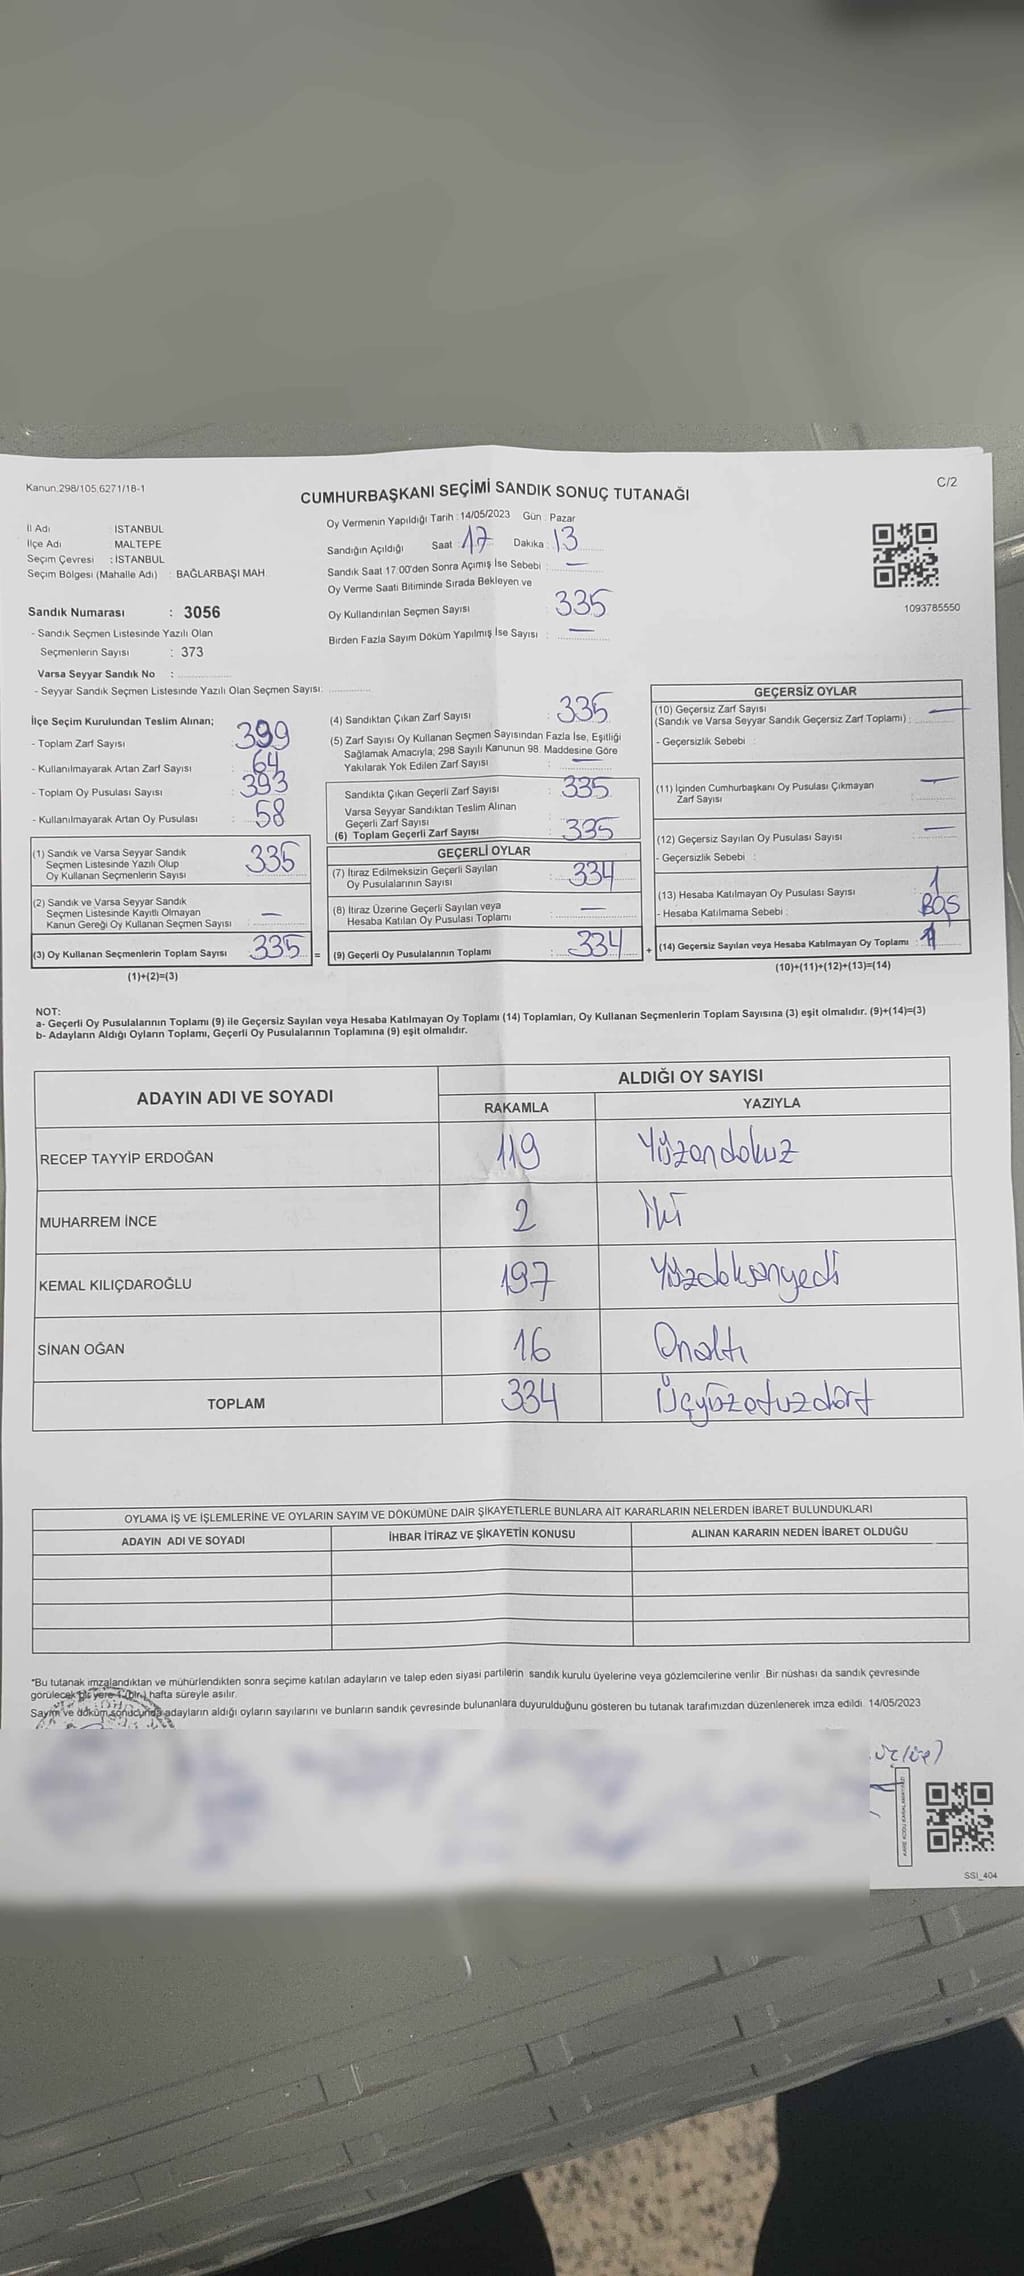 Kanun.298/105,6271/18-1
C/2
CUMHURBAŞKANI SEÇİMİ SANDIK SONUÇ TUTANAĞI
İl Adı : İSTANBUL
İlçe Adı : MALTEPE
Seçim Çevresi : İSTANBUL
Seçim Bölgesi (Mahalle Adı) : BAĞLARBAŞI MAH.
Oy Vermenin Yapıldığı Tarih : 14/05/2023 Gün : Pazar
Sandığın Açıldığı Saat : 17 Dakika : 13
Sandık Saat 17:00'den Sonra Açımış İse Sebebi : —
Oy Verme Saati Bitiminde Sırada Bekleyen ve
Oy Kullandırılan Seçmen Sayısı 335
Birden Fazla Sayım Döküm Yapılmış İse Sayısı : —
1093785550
Sandık Numarası : 3056
- Sandık Seçmen Listesinde Yazılı Olan
Seçmenlerin Sayısı : 373
Varsa Seyyar Sandık No :
- Seyyar Sandık Seçmen Listesinde Yazılı Olan Seçmen Sayısı:
İlçe Seçim Kurulundan Teslim Alınan;
- Toplam Zarf Sayısı : 399
- Kullanılmayarak Artan Zarf Sayısı : 64
- Toplam Oy Pusulası Sayısı : 393
- Kullanılmayarak Artan Oy Pusulası : 58
(1) Sandık ve Varsa Seyyar Sandık
Seçmen Listesinde Yazılı Olup
Oy Kullanan Seçmenlerin Sayısı 335
(2) Sandık ve Varsa Seyyar Sandık
Seçmen Listesinde Kayıtlı Olmayan
Kanun Gereği Oy Kullanan Seçmen Sayısı : —
(3) Oy Kullanan Seçmenlerin Toplam Sayısı 335 =
(1)+(2)=(3)
(4) Sandıktan Çıkan Zarf Sayısı : 335
(5) Zarf Sayısı Oy Kullanan Seçmen Sayısından Fazla İse, Eşitliği
Sağlamak Amacıyla, 298 Sayılı Kanunun 98. Maddesine Göre
Yakılarak Yok Edilen Zarf Sayısı : —
Sandıkta Çıkan Geçerli Zarf Sayısı : 335
Varsa Seyyar Sandıktan Teslim Alınan
Geçerli Zarf Sayısı
(6) Toplam Geçerli Zarf Sayısı : 335
GEÇERLİ OYLAR
(7) İtiraz Edilmeksizin Geçerli Sayılan
Oy Pusulalarının Sayısı : 334
(8) İtiraz Üzerine Geçerli Sayılan veya
Hesaba Katılan Oy Pusulası Toplamı : —
(9) Geçerli Oy Pusulalarının Toplamı : 334 +
GEÇERSİZ OYLAR
(10) Geçersiz Zarf Sayısı
(Sandık ve Varsa Seyyar Sandık Geçersiz Zarf Toplamı) : —
- Geçersizlik Sebebi :
(11) İçinden Cumhurbaşkanı Oy Pusulası Çıkmayan
Zarf Sayısı : —
(12) Geçersiz Sayılan Oy Pusulası Sayısı : —
- Geçersizlik Sebebi :
(13) Hesaba Katılmayan Oy Pusulası Sayısı : 1
- Hesaba Katılmama Sebebi : BOŞ
(14) Geçersiz Sayılan veya Hesaba Katılmayan Oy Toplamı : 1
(10)+(11)+(12)+(13)=(14)
NOT:
a- Geçerli Oy Pusulalarının Toplamı (9) ile Geçersiz Sayılan veya Hesaba Katılmayan Oy Toplamı (14) Toplamları, Oy Kullanan Seçmenlerin Toplam Sayısına (3) eşit olmalıdır. (9)+(14)=(3)
b- Adayların Aldığı Oyların Toplamı, Geçerli Oy Pusulalarının Toplamına (9) eşit olmalıdır.
ADAYIN ADI VE SOYADI ALDIĞI OY SAYISI
RAKAMLA YAZIYLA
RECEP TAYYİP ERDOĞAN 119 Yüzondokuz
MUHARREM İNCE 2 İki
KEMAL KILIÇDAROĞLU 197 Yüzdoksanyedi
SİNAN OĞAN 16 Onaltı
TOPLAM 334 Üçyüzotuzdört
OYLAMA İŞ VE İŞLEMLERİNE VE OYLARIN SAYIM VE DÖKÜMÜNE DAİR ŞİKAYETLERLE BUNLARA AİT KARARLARIN NELERDEN İBARET BULUNDUKLARI
ADAYIN ADI VE SOYADI İHBAR İTİRAZ VE ŞİKAYETİN KONUSU ALINAN KARARIN NEDEN İBARET OLDUĞU
*Bu tutanak imzalandıktan ve mühürlendikten sonra seçime katılan adayların ve talep eden siyasi partilerin sandık kurulu üyelerine veya gözlemcilerine verilir. Bir nüshası da sandık çevresinde
görülecek bir yere 1 (bir) hafta süreyle asılır.
Sayım ve döküm sonucunda adayların aldığı oyların sayılarını ve bunların sandık çevresinde bulunanlara duyurulduğunu gösteren bu tutanak tarafımızdan düzenlenerek imza edildi. 14/05/2023
SSI_404